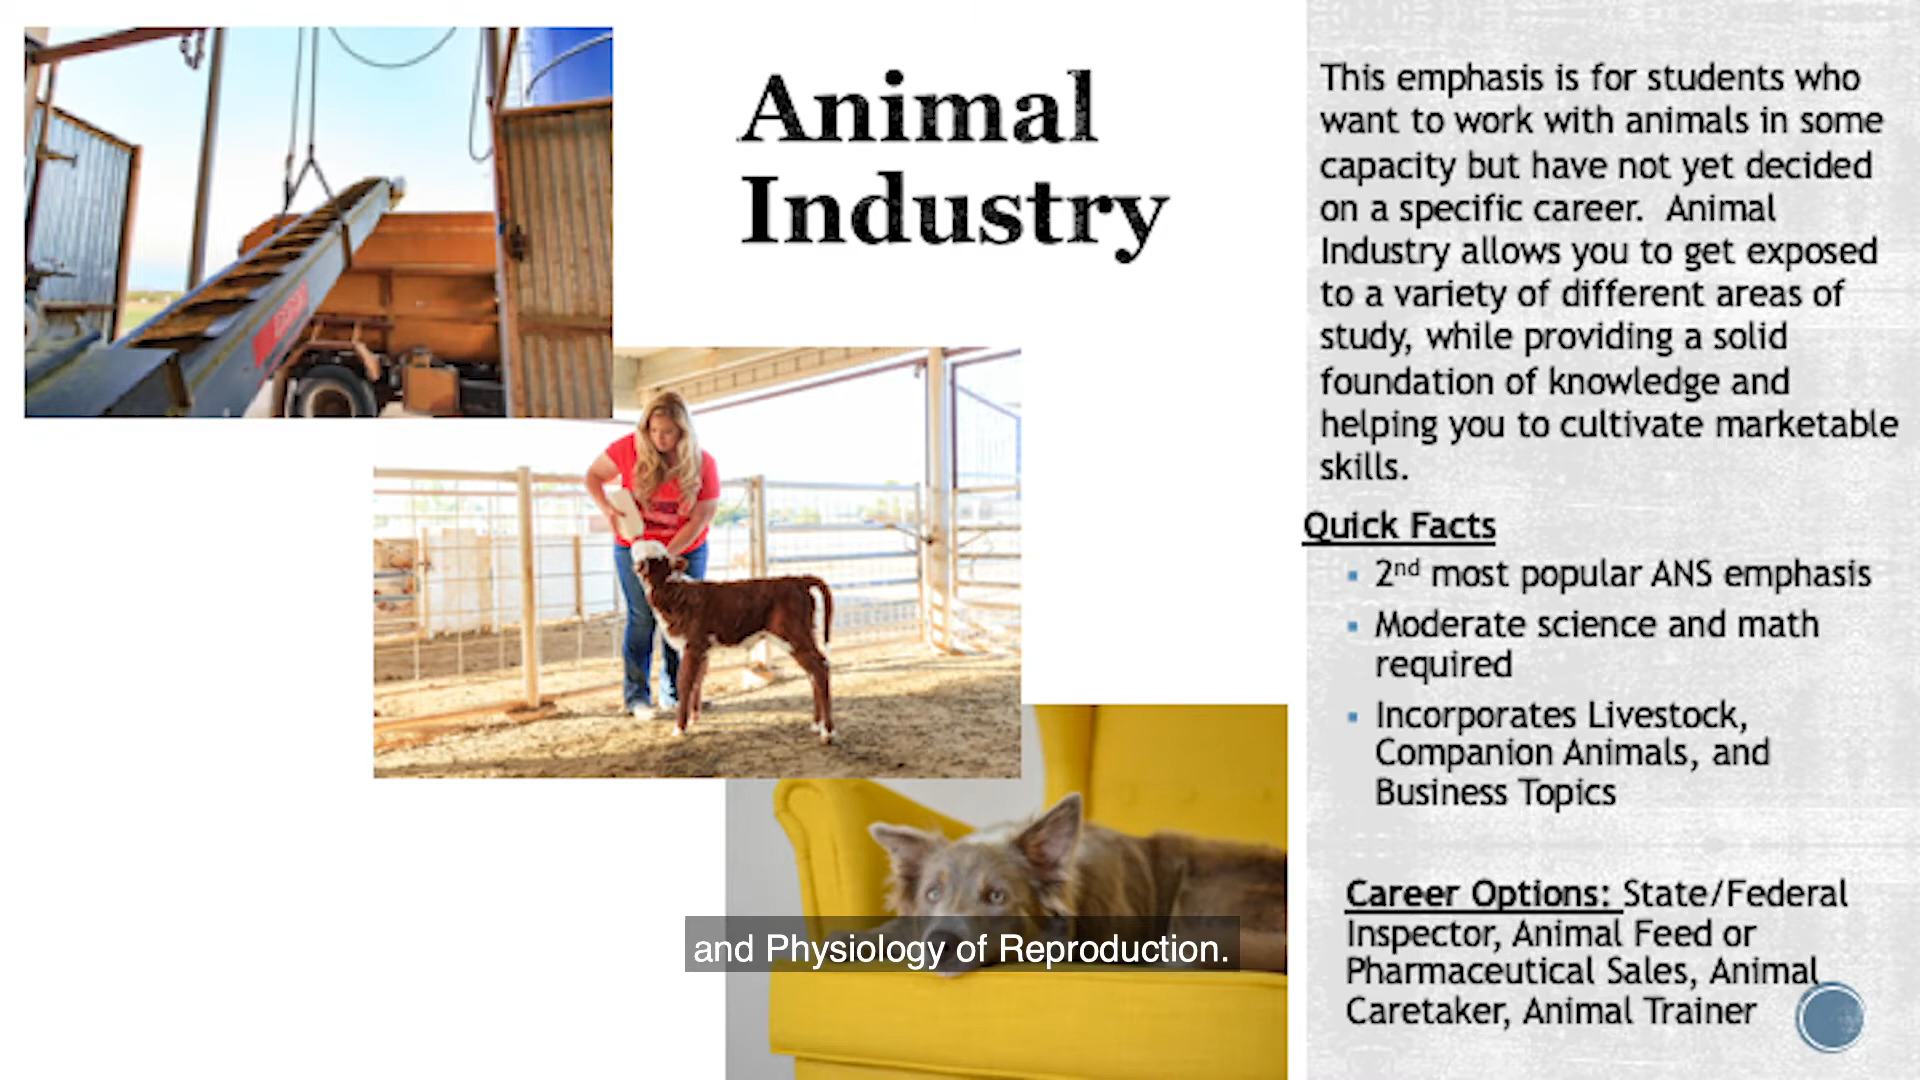 Animal
Industry
This emphasis is for students who
want to work with animals in some
capacity but have not yet decided
on a specific career.  Animal
Industry allows you to get exposed
to a variety of different areas of
study, while providing a solid
foundation of knowledge and
helping you to cultivate marketable
skills.
Quick Facts
▪ 2nd most popular ANS emphasis
▪ Moderate science and math
required
▪ Incorporates Livestock,
Companion Animals, and
Business Topics
Career Options: State/Federal
Inspector, Animal Feed or
Pharmaceutical Sales, Animal
Caretaker, Animal Trainer
and Physiology of Reproduction.